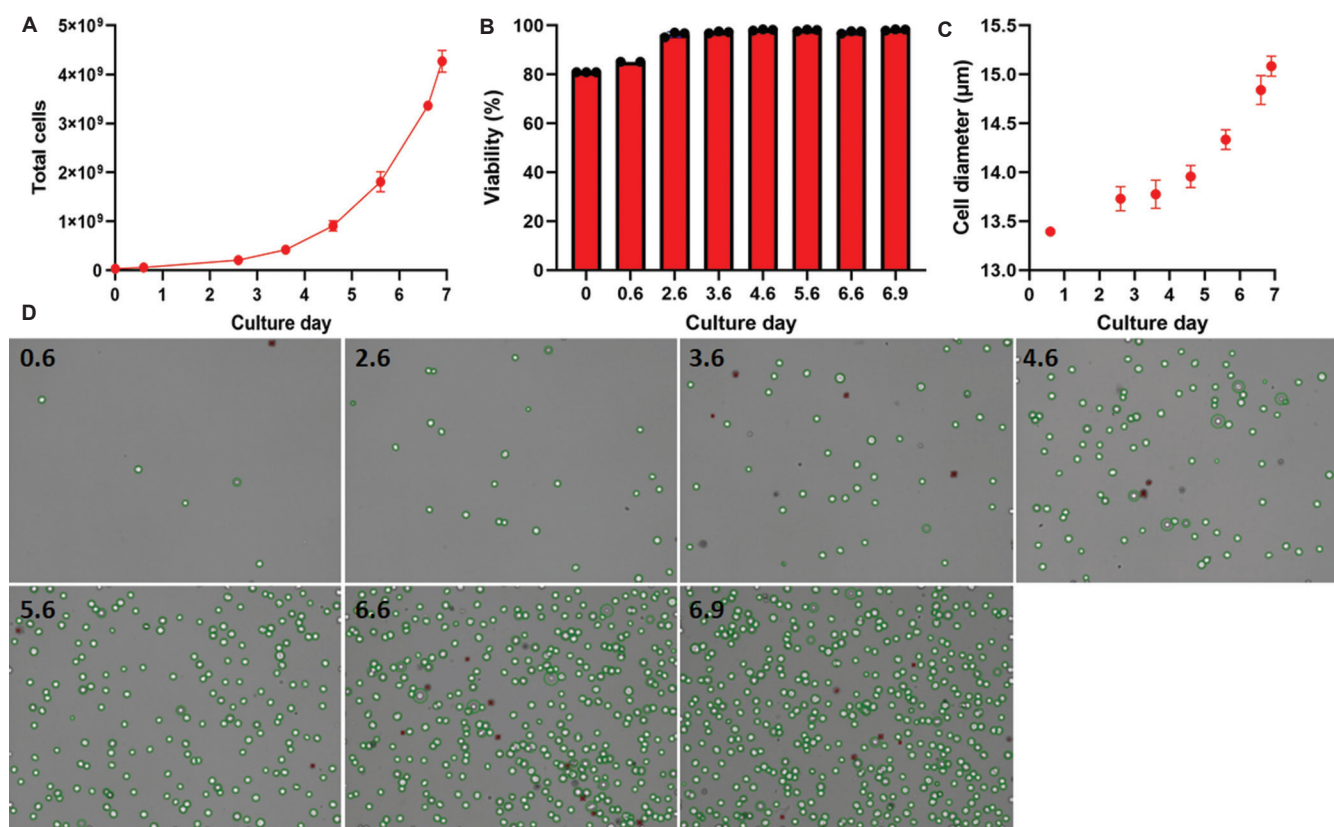 A
Total cells
5×10⁹
4×10⁹
3×10⁹
2×10⁹
1×10⁹
0
0 1 2 3 4 5 6 7
Culture day
B
Viability (%)
100
80
60
40
20
0
0 0.6 2.6 3.6 4.6 5.6 6.6 6.9
Culture day
C
Cell diameter (µm)
15.5
15.0
14.5
14.0
13.5
13.0
0 1 2 3 4 5 6 7
Culture day
D
0.6
2.6
3.6
4.6
5.6
6.6
6.9